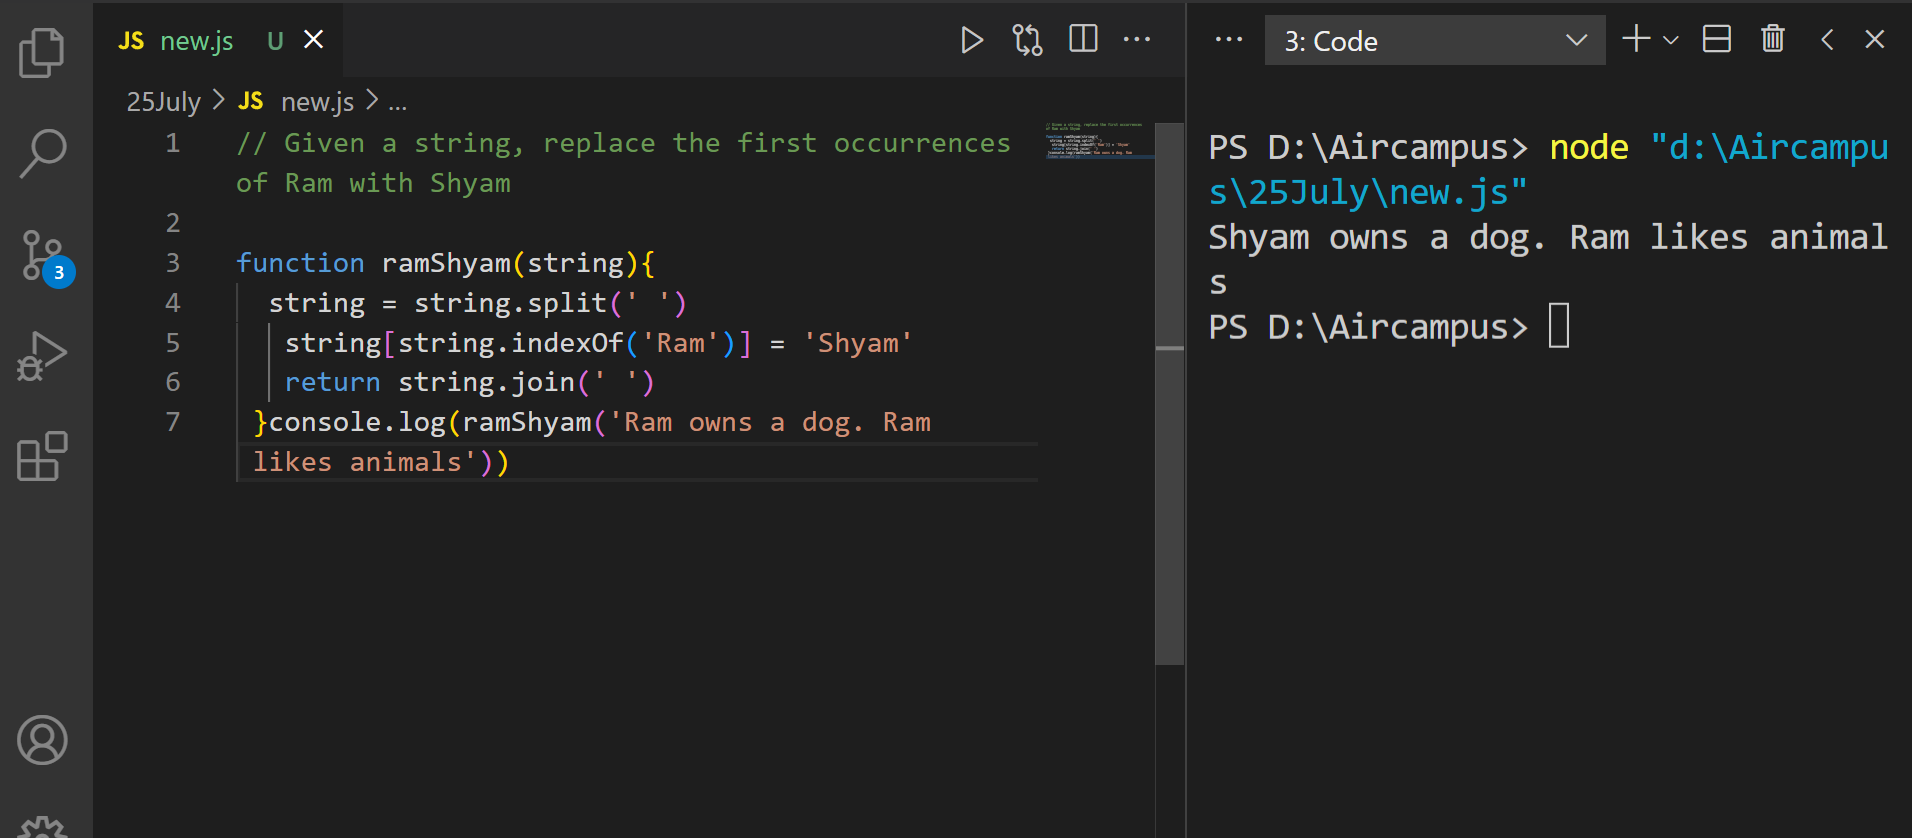 JS new.js U
3: Code
25July > JS new.js > ...
1 // Given a string, replace the first occurrences
of Ram with Shyam
2
3 function ramShyam(string){
4 string = string.split(' ')
5 string[string.indexOf('Ram')] = 'Shyam'
6 return string.join(' ')
7 }console.log(ramShyam('Ram owns a dog. Ram
likes animals'))
3
PS D:\Aircampus> node "d:\Aircampu
s\25July\new.js"
Shyam owns a dog. Ram likes animal
s
PS D:\Aircampus>